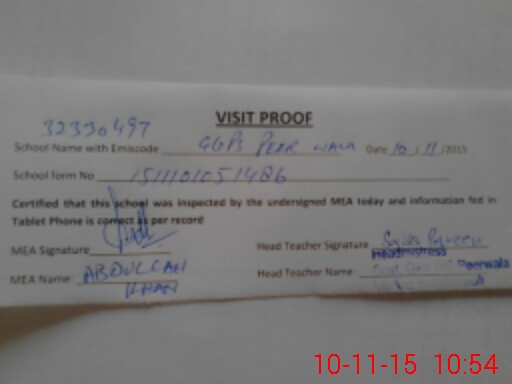 VISIT PROOF
32330497
School Name with Emiscode GGPS PEER WALA Date 10/11/2015
School form No 1511101051486
Certified that this school was inspected by the undersigned MEA today and information fed in
Tablet Phone is correct as per record
MEA Signature Head Teacher Signature
Headmistress
MEA Name: ABDULLAH Head Teacher Name: Peerwala
KHAN
10-11-15 10:54